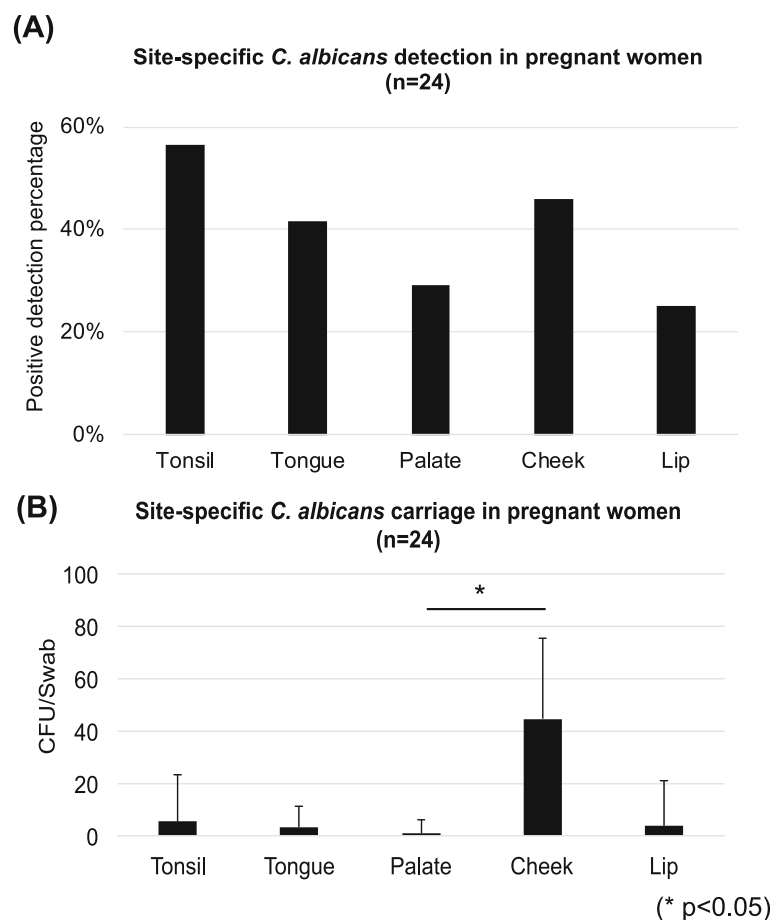 (A)
Site-specific C. albicans detection in pregnant women
(n=24)
Positive detection percentage
60%
40%
20%
0%
Tonsil Tongue Palate Cheek Lip
(B)
Site-specific C. albicans carriage in pregnant women
(n=24)
CFU/Swab
100
80
60
40
20
0
*
Tonsil Tongue Palate Cheek Lip
(* p<0.05)